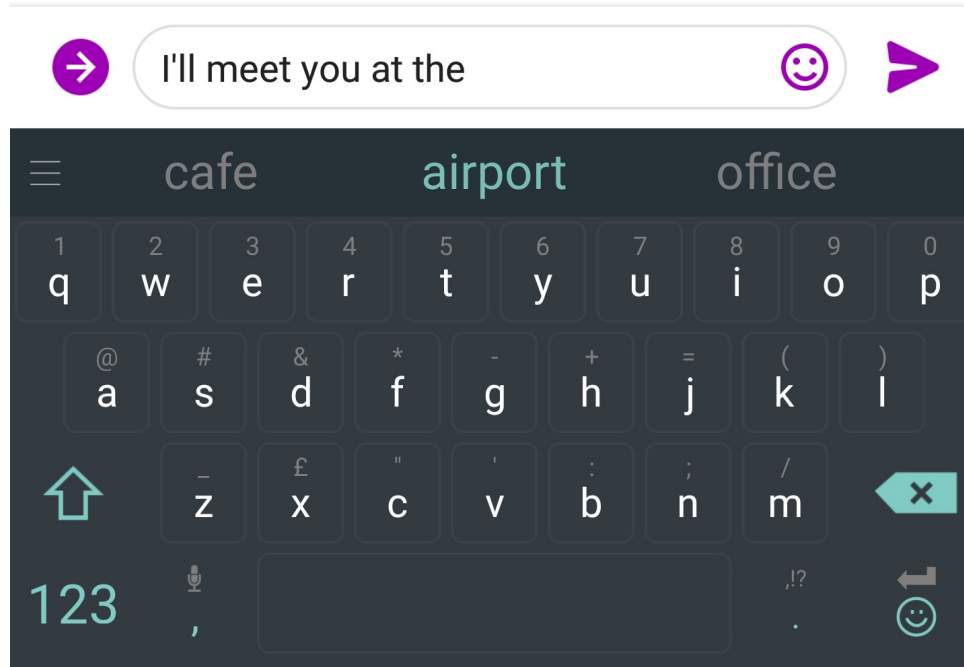 I'll meet you at the
cafe airport office
1 2 3 4 5 6 7 8 9 0
q w e r t y u i o p
@ # & * - + = ( )
a s d f g h j k l
_ £ " ' : ; /
z x c v b n m
123 , ,!? .